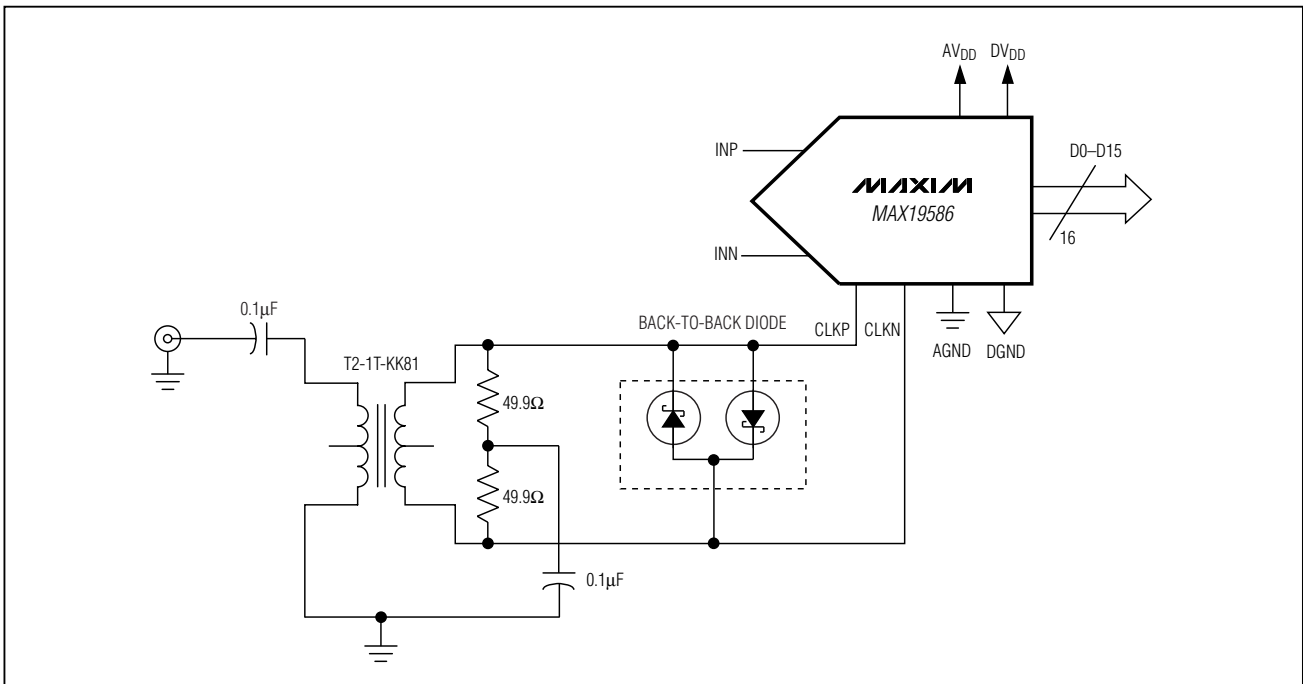 AVDD DVDD
INP
D0–D15
MAXIM
MAX19586
16
INN
0.1μF
BACK-TO-BACK DIODE
CLKP CLKN
AGND DGND
T2-1T-KK81
49.9Ω
49.9Ω
0.1μF